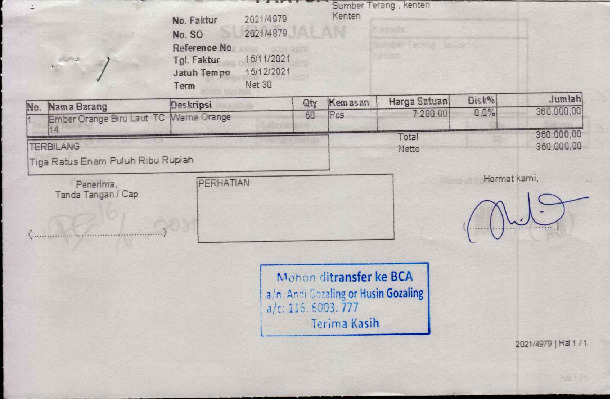 Sumber Terang , kenten
Kenten
No. Faktur 2021/4979
No. SO 2021/4879
Reference No
Tgl. Faktur 15/11/2021
Jatuh Tempo 15/12/2021
Term Net 30
No. Nama Barang Deskripsi Qty Kemasan Harga Satuan Disk% Jumlah
1 Ember Orange Biru Laut TC Warna Orange 50 Pcs 7.200,00 0.0% 360.000,00
14
Total 360.000,00
TERBILANG Netto 360.000,00
Tiga Ratus Enam Puluh Ribu Rupiah
Penerima, PERHATIAN Hormat kami,
Tanda Tangan / Cap
Mohon ditransfer ke BCA
a/n: Andi Gozaling or Husin Gozaling
a/c: 116. 6003. 777
Terima Kasih
2021/4979 | Hal 1 / 1